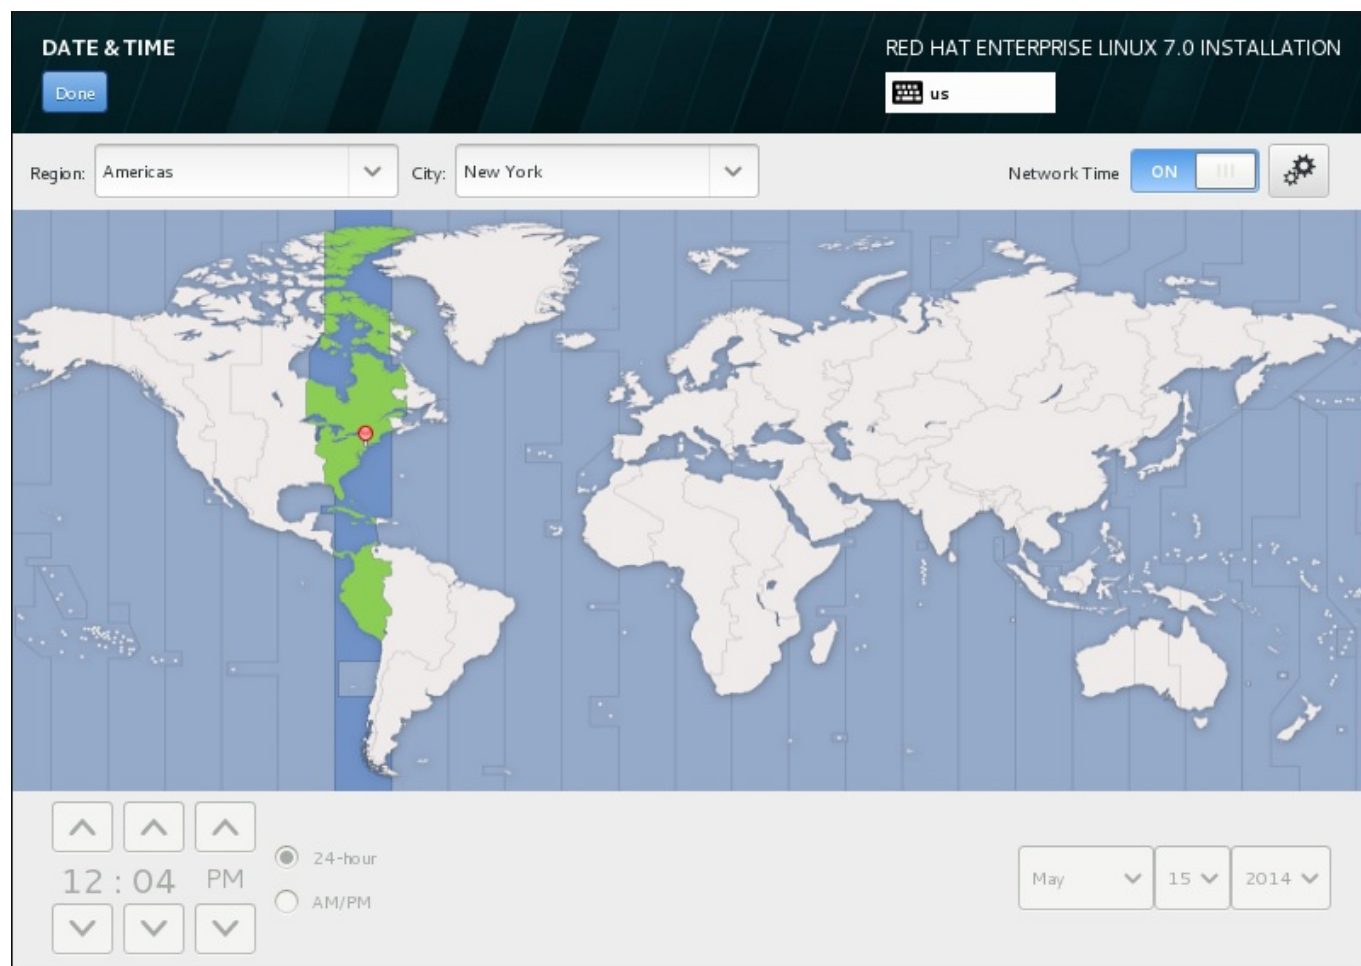 DATE & TIME
RED HAT ENTERPRISE LINUX 7.0 INSTALLATION
Done
us
Region: Americas City: New York Network Time ON
24-hour
12 : 04 PM
May 15 2014
AM/PM